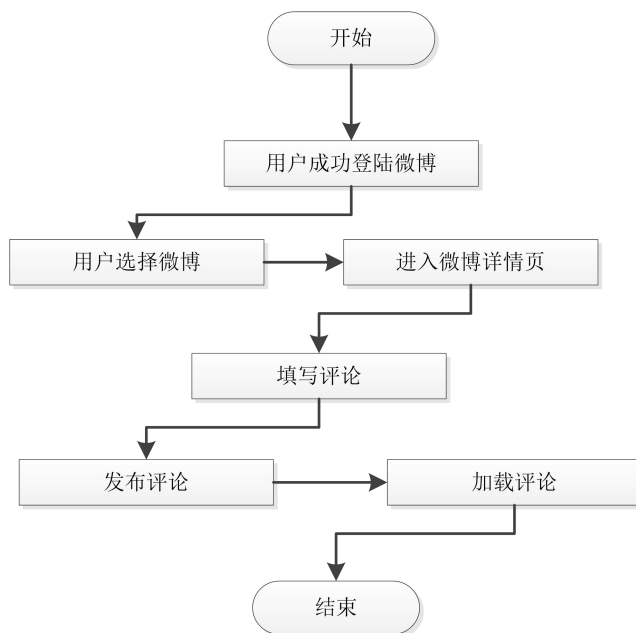 开始
用户成功登陆微博
用户选择微博
进入微博详情页
填写评论
发布评论
加载评论
结束